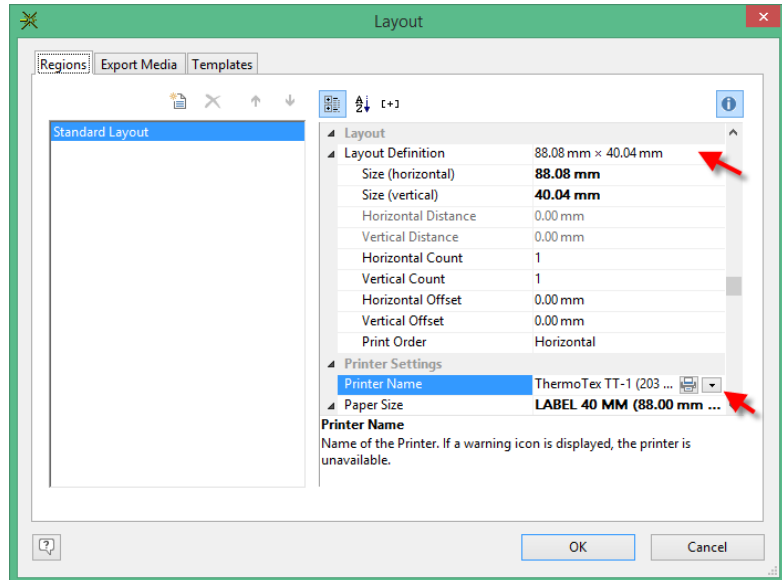 Layout
Regions Export Media Templates
[+]
Standard Layout
Layout
Layout Definition 88.08 mm × 40.04 mm
Size (horizontal) 88.08 mm
Size (vertical) 40.04 mm
Horizontal Distance 0.00 mm
Vertical Distance 0.00 mm
Horizontal Count 1
Vertical Count 1
Horizontal Offset 0.00 mm
Vertical Offset 0.00 mm
Print Order Horizontal
Printer Settings
Printer Name ThermoTex TT-1 (203 ...
Paper Size LABEL 40 MM (88.00 mm ...
Printer Name
Name of the Printer. If a warning icon is displayed, the printer is
unavailable.
OK Cancel